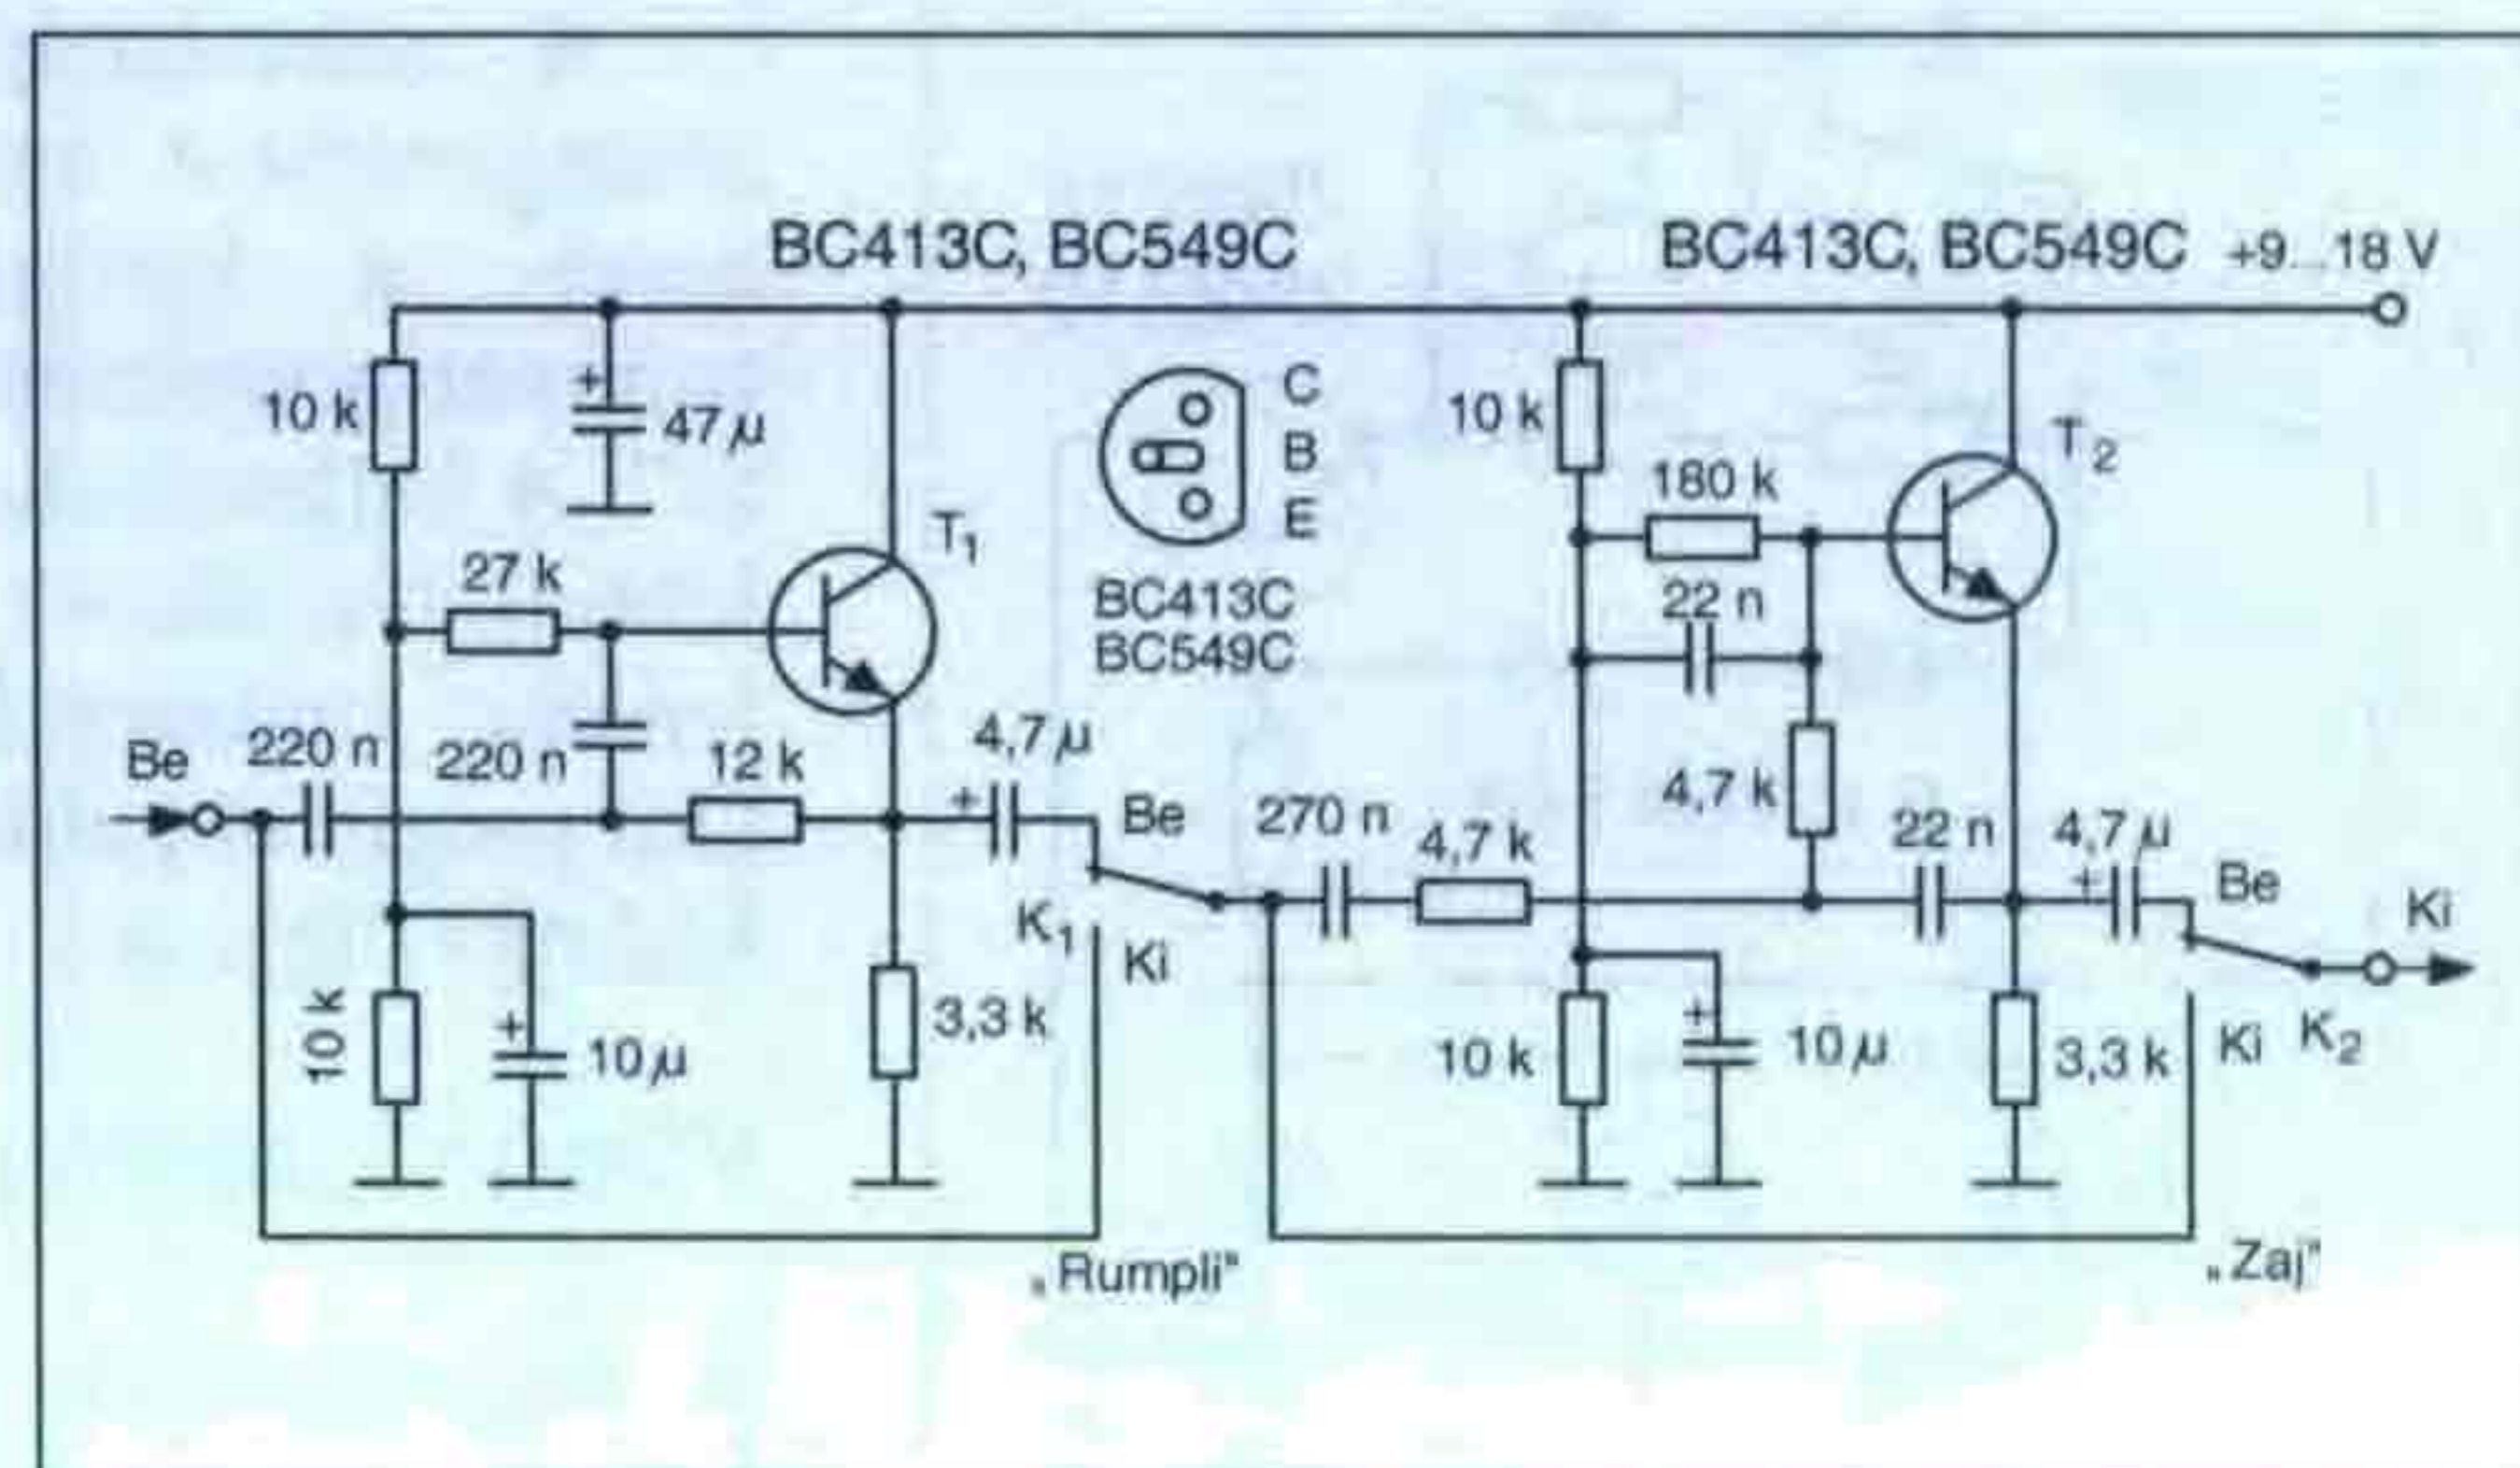 BC413C, BC549C
BC413C, BC549C
+9...18 V
10 k
+
47 µ
C
B
E
BC413C
BC549C
T1
27 k
10 k
180 k
22 n
T2
Be
220 n
220 n
12 k
4,7 µ
+
Be
K1
Ki
270 n
4,7 k
4,7 k
22 n
4,7 µ
+
Be
Ki
10 k
+
10 µ
3,3 k
10 k
+
10 µ
3,3 k
Ki
K2
„Rumpli"
„Zaj"